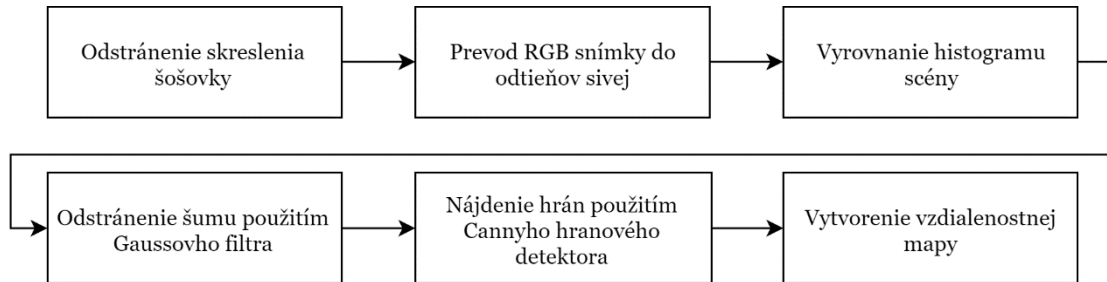 Odstránenie skreslenia
šošovky
Prevod RGB snímky do
odtieňov sivej
Vyrovnanie histogramu
scény
Odstránenie šumu použitím
Gaussovho filtra
Nájdenie hrán použitím
Cannyho hranového
detektora
Vytvorenie vzdialenostnej
mapy